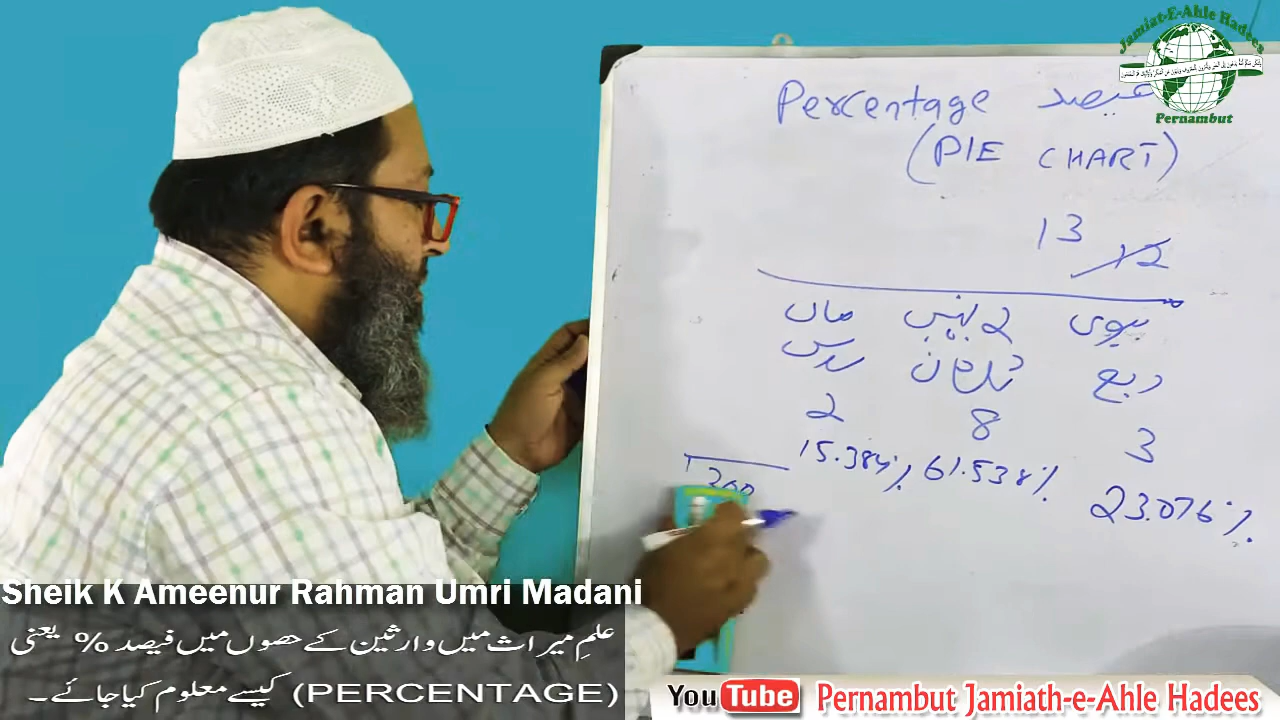 Jamiat-E-Ahle Hadees
Pernambut
Percentage فیصد
(PIE CHART)
13 12
بیوی 2 بہنیں ماں
ربع ثلثان سدس
3 8 2
23.076% 61.538% 15.384%
Sheik K Ameenur Rahman Umri Madani
علمِ میراث میں وارثین کے حصوں میں فیصد % یعنی
(PERCENTAGE) کیسے معلوم کیا جائے۔
YouTube Pernambut Jamiath-e-Ahle Hadees